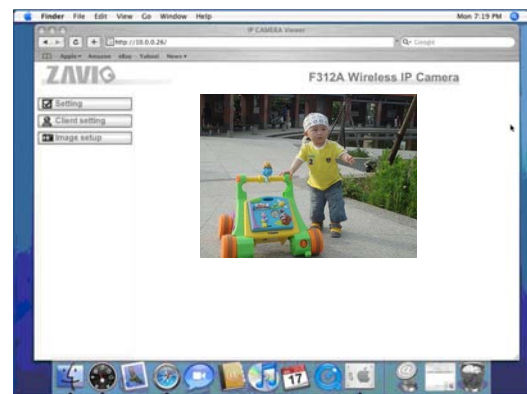 Finder File Edit View Go Window Help
Mon 7:19 PM
IP CAMERA Viewer
http://10.0.0.26/
Google
Apple Amazon eBay Yahoo! News
ZAVIO
F312A Wireless IP Camera
Setting
Client setting
Image setup
17